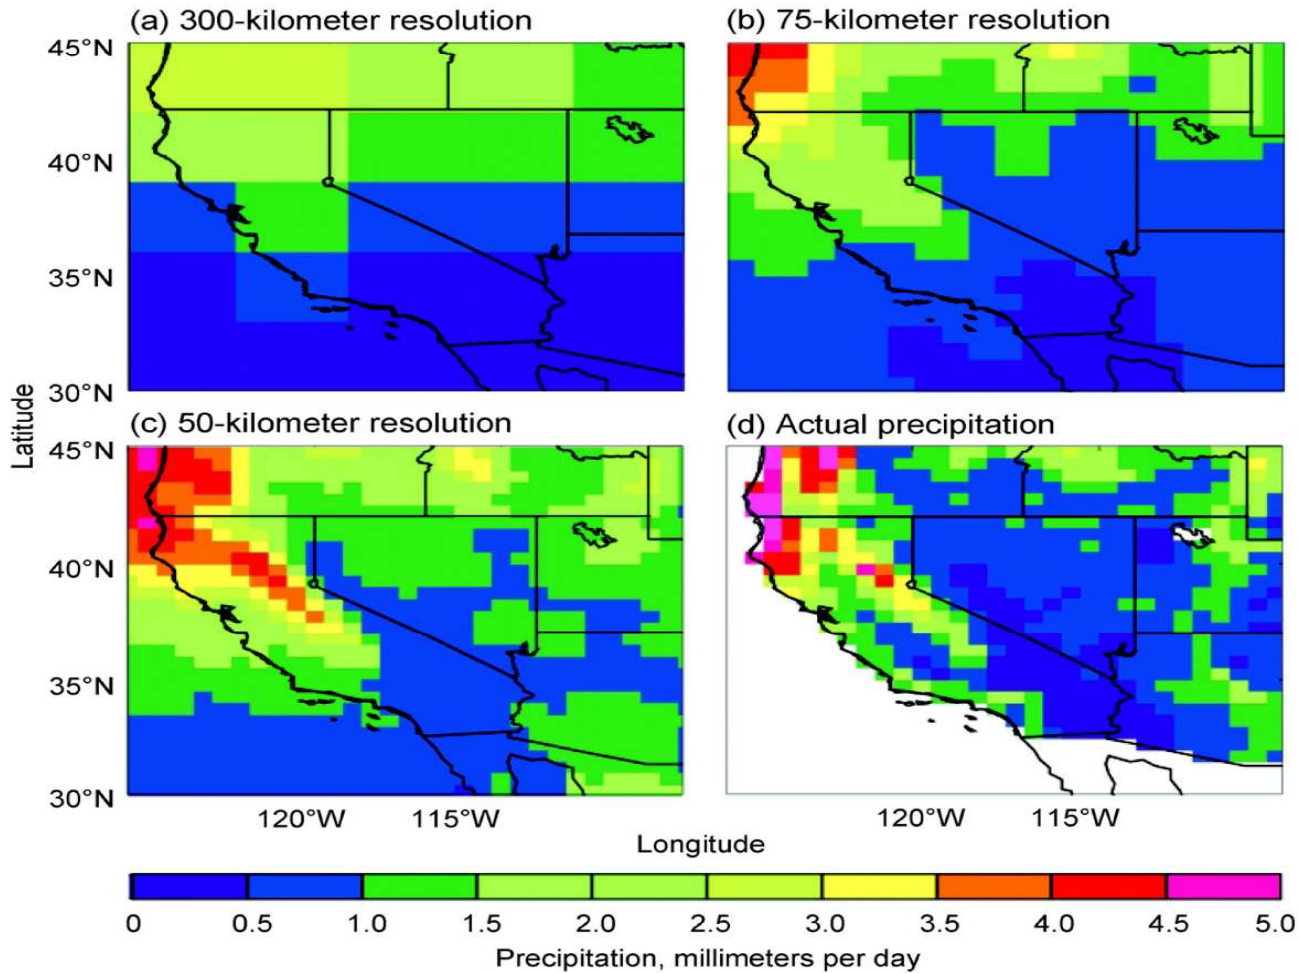 (a) 300-kilometer resolution
(b) 75-kilometer resolution
45°N
40°N
35°N
30°N
Latitude
(c) 50-kilometer resolution
(d) Actual precipitation
45°N
40°N
35°N
30°N
120°W 115°W 120°W 115°W
Longitude
0 0.5 1.0 1.5 2.0 2.5 3.0 3.5 4.0 4.5 5.0
Precipitation, millimeters per day